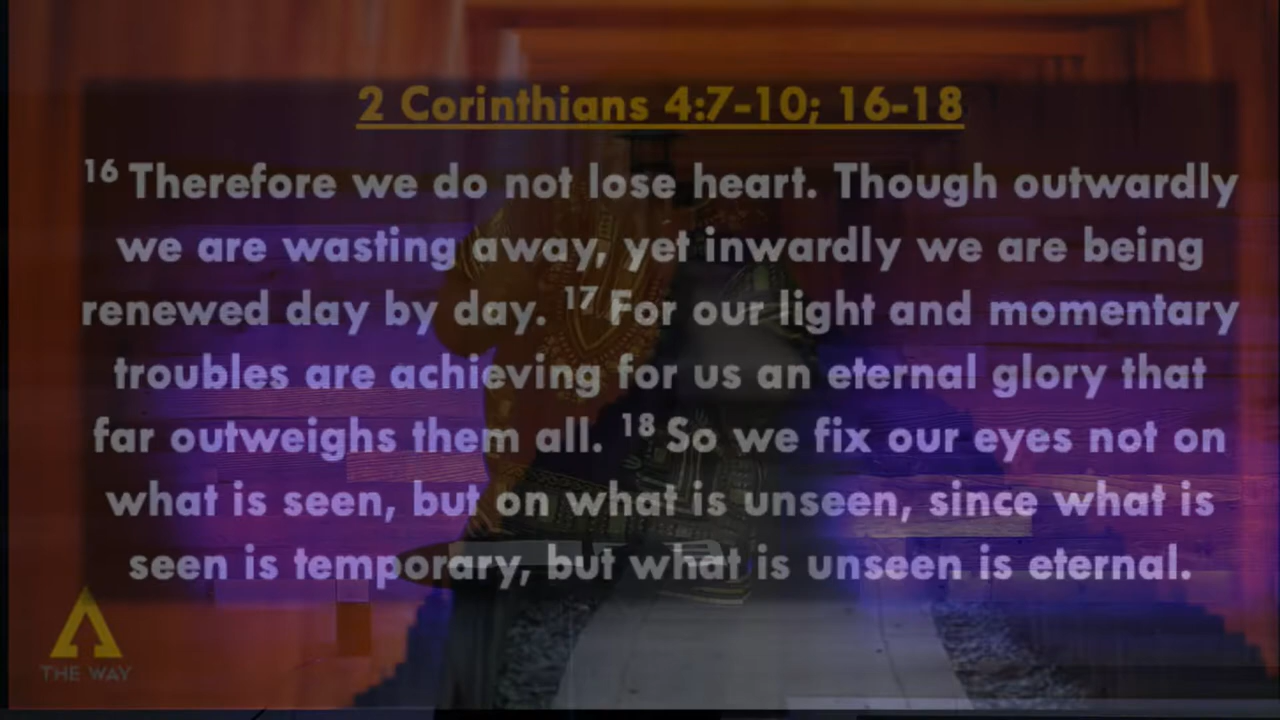 2 Corinthians 4:7-10; 16-18
16 Therefore we do not lose heart. Though outwardly
we are wasting away, yet inwardly we are being
renewed day by day. 17 For our light and momentary
troubles are achieving for us an eternal glory that
far outweighs them all. 18 So we fix our eyes not on
what is seen, but on what is unseen, since what is
seen is temporary, but what is unseen is eternal.
THE WAY